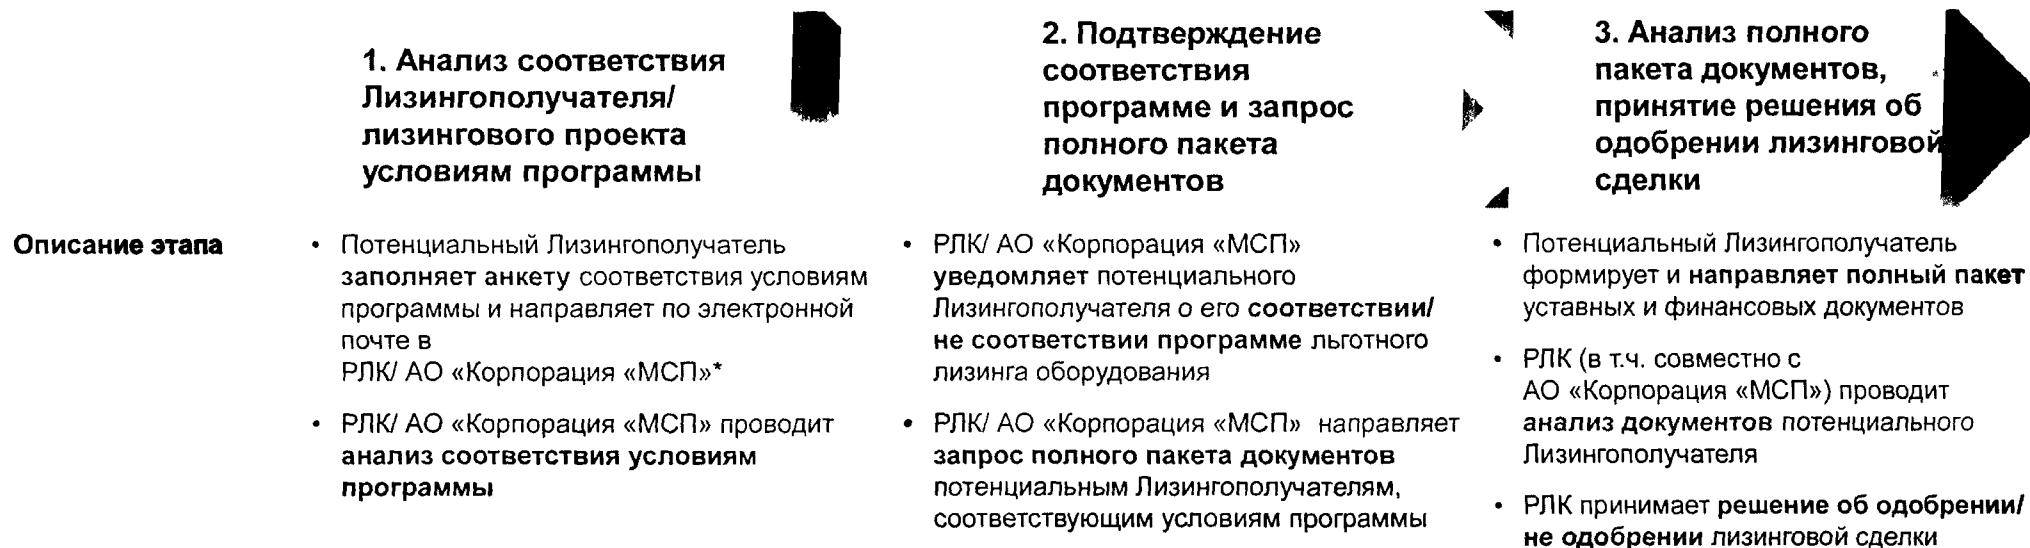 1. Анализ соответствия
Лизингополучателя/
лизингового проекта
условиям программы
2. Подтверждение
соответствия
программе и запрос
полного пакета
документов
3. Анализ полного
пакета документов,
принятие решения об
одобрении лизинговой
сделки
Описание этапа
• Потенциальный Лизингополучатель
заполняет анкету соответствия условиям
программы и направляет по электронной
почте в
РЛК/ АО «Корпорация «МСП»*
• РЛК/ АО «Корпорация «МСП» проводит
анализ соответствия условиям
программы
• РЛК/ АО «Корпорация «МСП»
уведомляет потенциального
Лизингополучателя о его соответствии/
не соответствии программе льготного
лизинга оборудования
• РЛК/ АО «Корпорация «МСП» направляет
запрос полного пакета документов
потенциальным Лизингополучателям,
соответствующим условиям программы
• Потенциальный Лизингополучатель
формирует и направляет полный пакет
уставных и финансовых документов
• РЛК (в т.ч. совместно с
АО «Корпорация «МСП») проводит
анализ документов потенциального
Лизингополучателя
• РЛК принимает решение об одобрении/
не одобрении лизинговой сделки